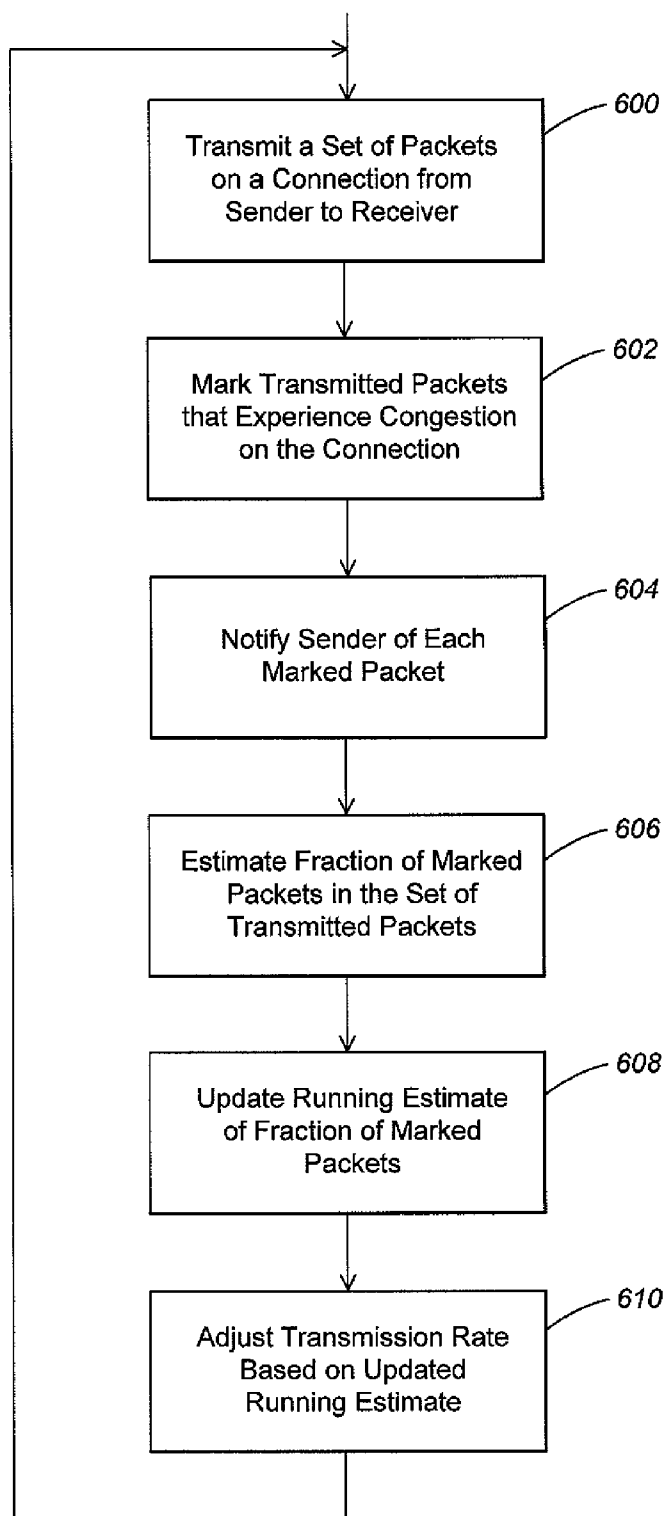 600
Transmit a Set of Packets
on a Connection from
Sender to Receiver
602
Mark Transmitted Packets
that Experience Congestion
on the Connection
604
Notify Sender of Each
Marked Packet
606
Estimate Fraction of Marked
Packets in the Set of
Transmitted Packets
608
Update Running Estimate
of Fraction of Marked
Packets
610
Adjust Transmission Rate
Based on Updated
Running Estimate